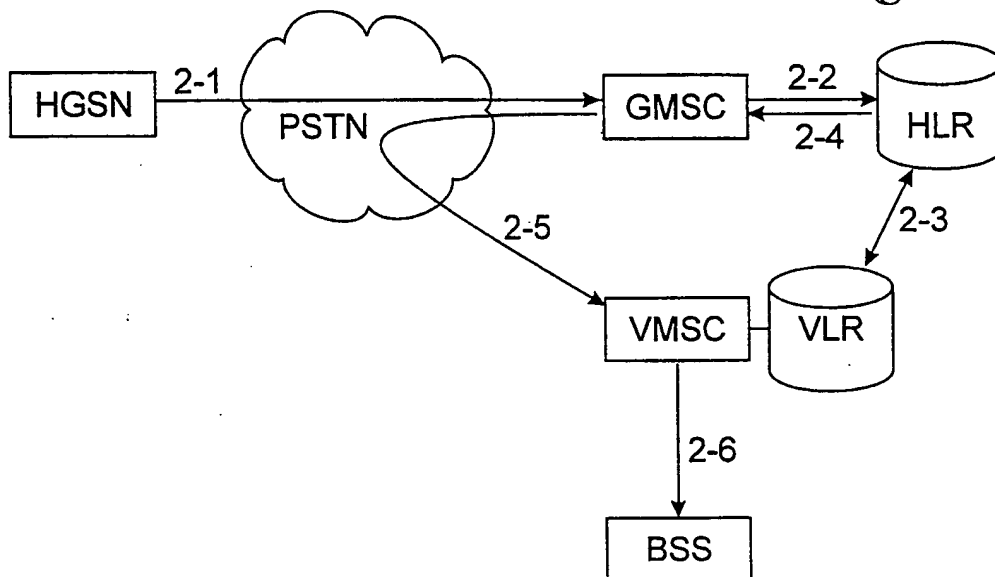 HGSN
2-1
PSTN
GMSC
2-2
2-4
HLR
2-3
2-5
VMSC
VLR
2-6
BSS